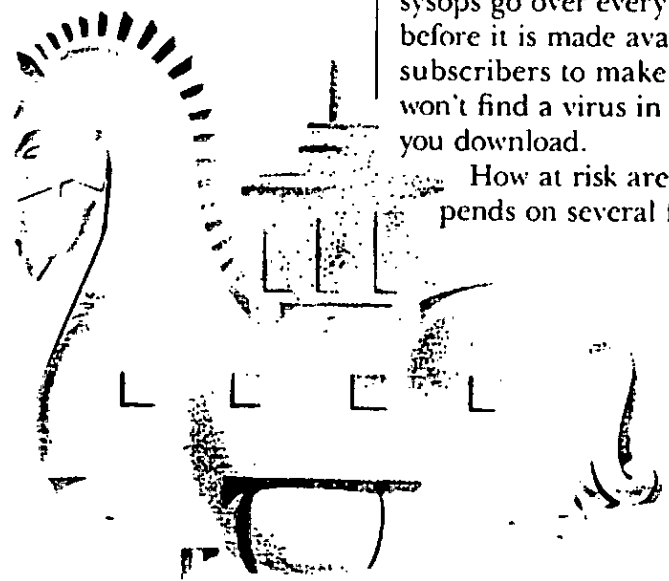 sysops go over every
before it is made ava
subscribers to make
won't find a virus in
you download.
How at risk are
pends on several